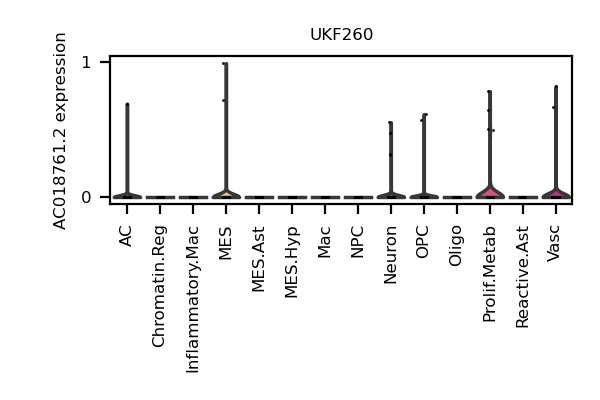 UKF260
AC018761.2 expression
1
0
AC
Chromatin.Reg
Inflammatory.Mac
MES
MES.Ast
MES.Hyp
Mac
NPC
Neuron
OPC
Oligo
Prolif.Metab
Reactive.Ast
Vasc